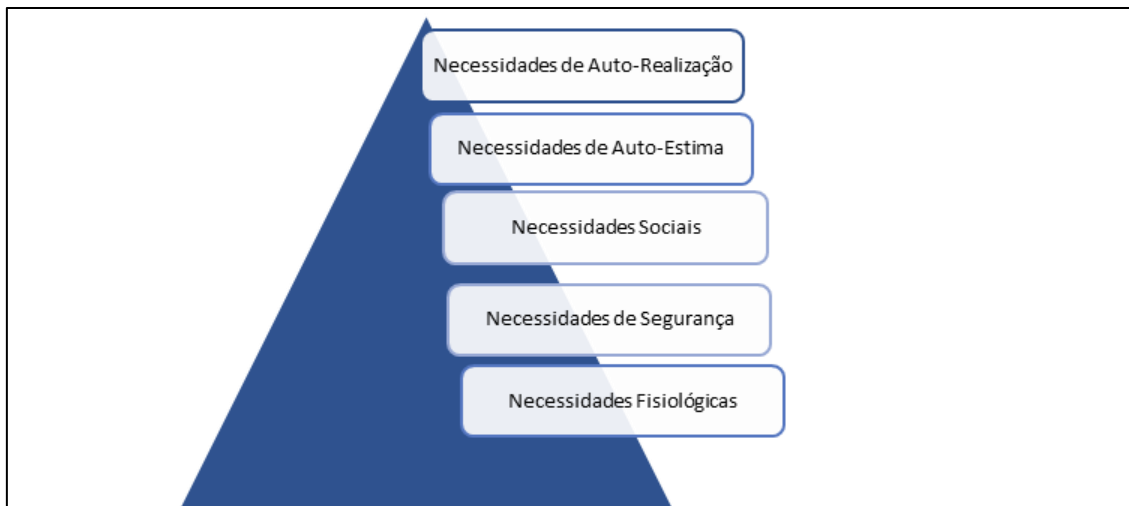 Necessidades de Auto-Realização
Necessidades de Auto-Estima
Necessidades Sociais
Necessidades de Segurança
Necessidades Fisiológicas